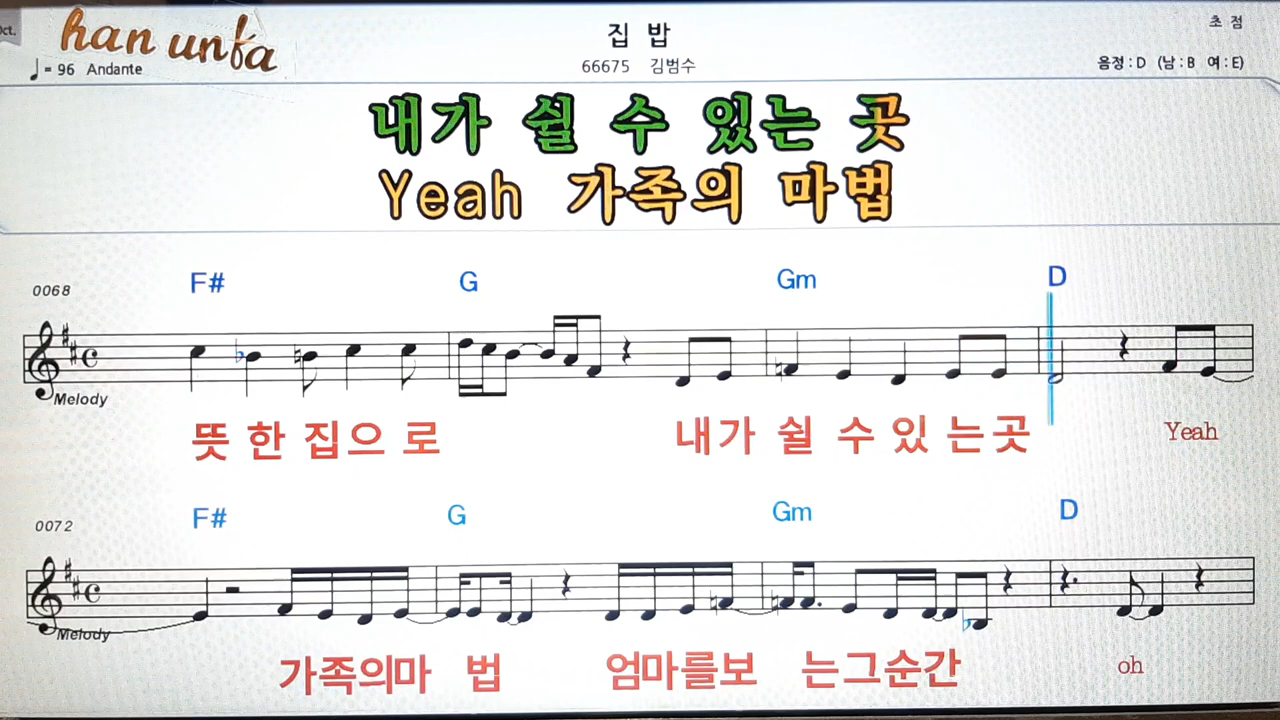 Oct.
han unfa
♩= 96 Andante
집 밥
66675 김범수
초 점
음정 : D (남 : B 여 : E)
내가 쉴 수 있는 곳
Yeah 가족의 마법
0068
F# G Gm D
Melody
뜻 한 집으 로 내가 쉴 수 있 는곳 Yeah
0072
F# G Gm D
Melody
가족의마 법 엄마를보 는그순간 oh